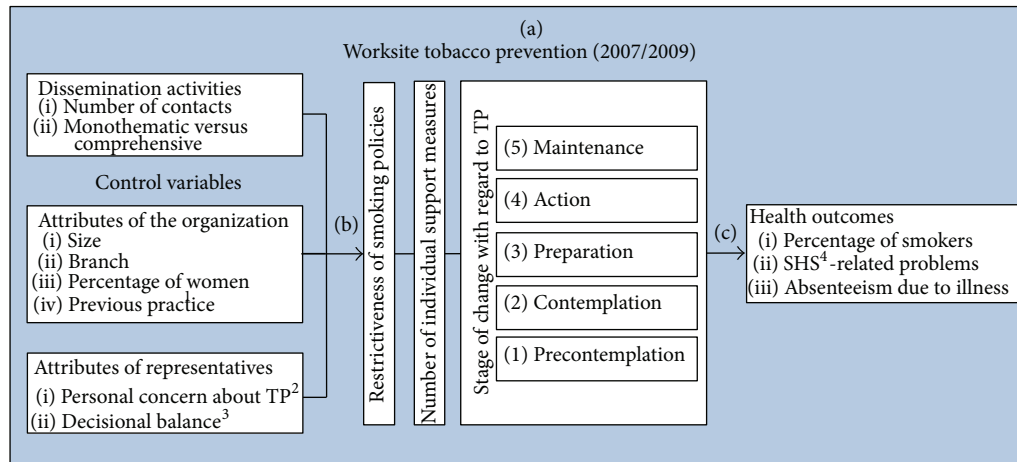 (a)
Worksite tobacco prevention (2007/2009)
Dissemination activities
(i) Number of contacts
(ii) Monothematic versus
comprehensive
Control variables
Attributes of the organization
(i) Size
(ii) Branch
(iii) Percentage of women
(iv) Previous practice¹
Attributes of representatives
(i) Personal concern about TP²
(ii) Decisional balance³
(b)
Restrictiveness of smoking policies
Number of individual support measures
Stage of change with regard to TP
(5) Maintenance
(4) Action
(3) Preparation
(2) Contemplation
(1) Precontemplation
(c)
Health outcomes
(i) Percentage of smokers
(ii) SHS⁴-related problems
(iii) Absenteeism due to illness